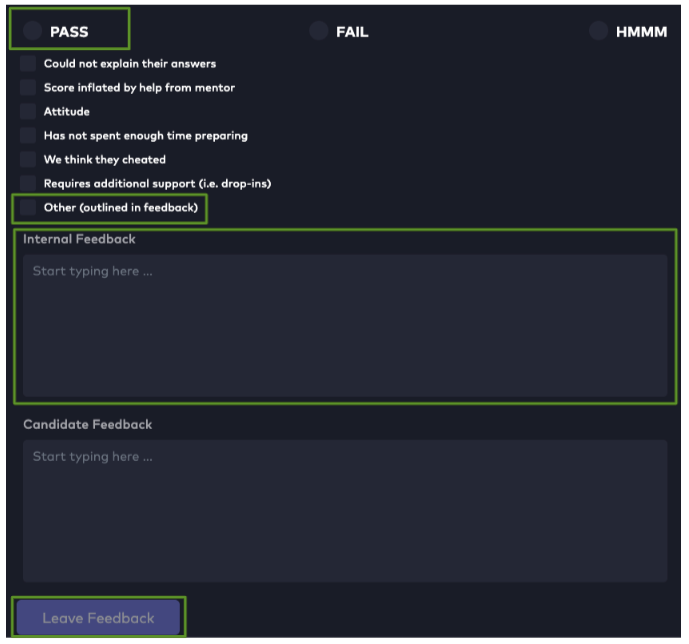 PASS FAIL HMMM
Could not explain their answers
Score inflated by help from mentor
Attitude
Has not spent enough time preparing
We think they cheated
Requires additional support (i.e. drop-ins)
Other (outlined in feedback)
Internal Feedback
Start typing here ...
Candidate Feedback
Start typing here ...
Leave Feedback